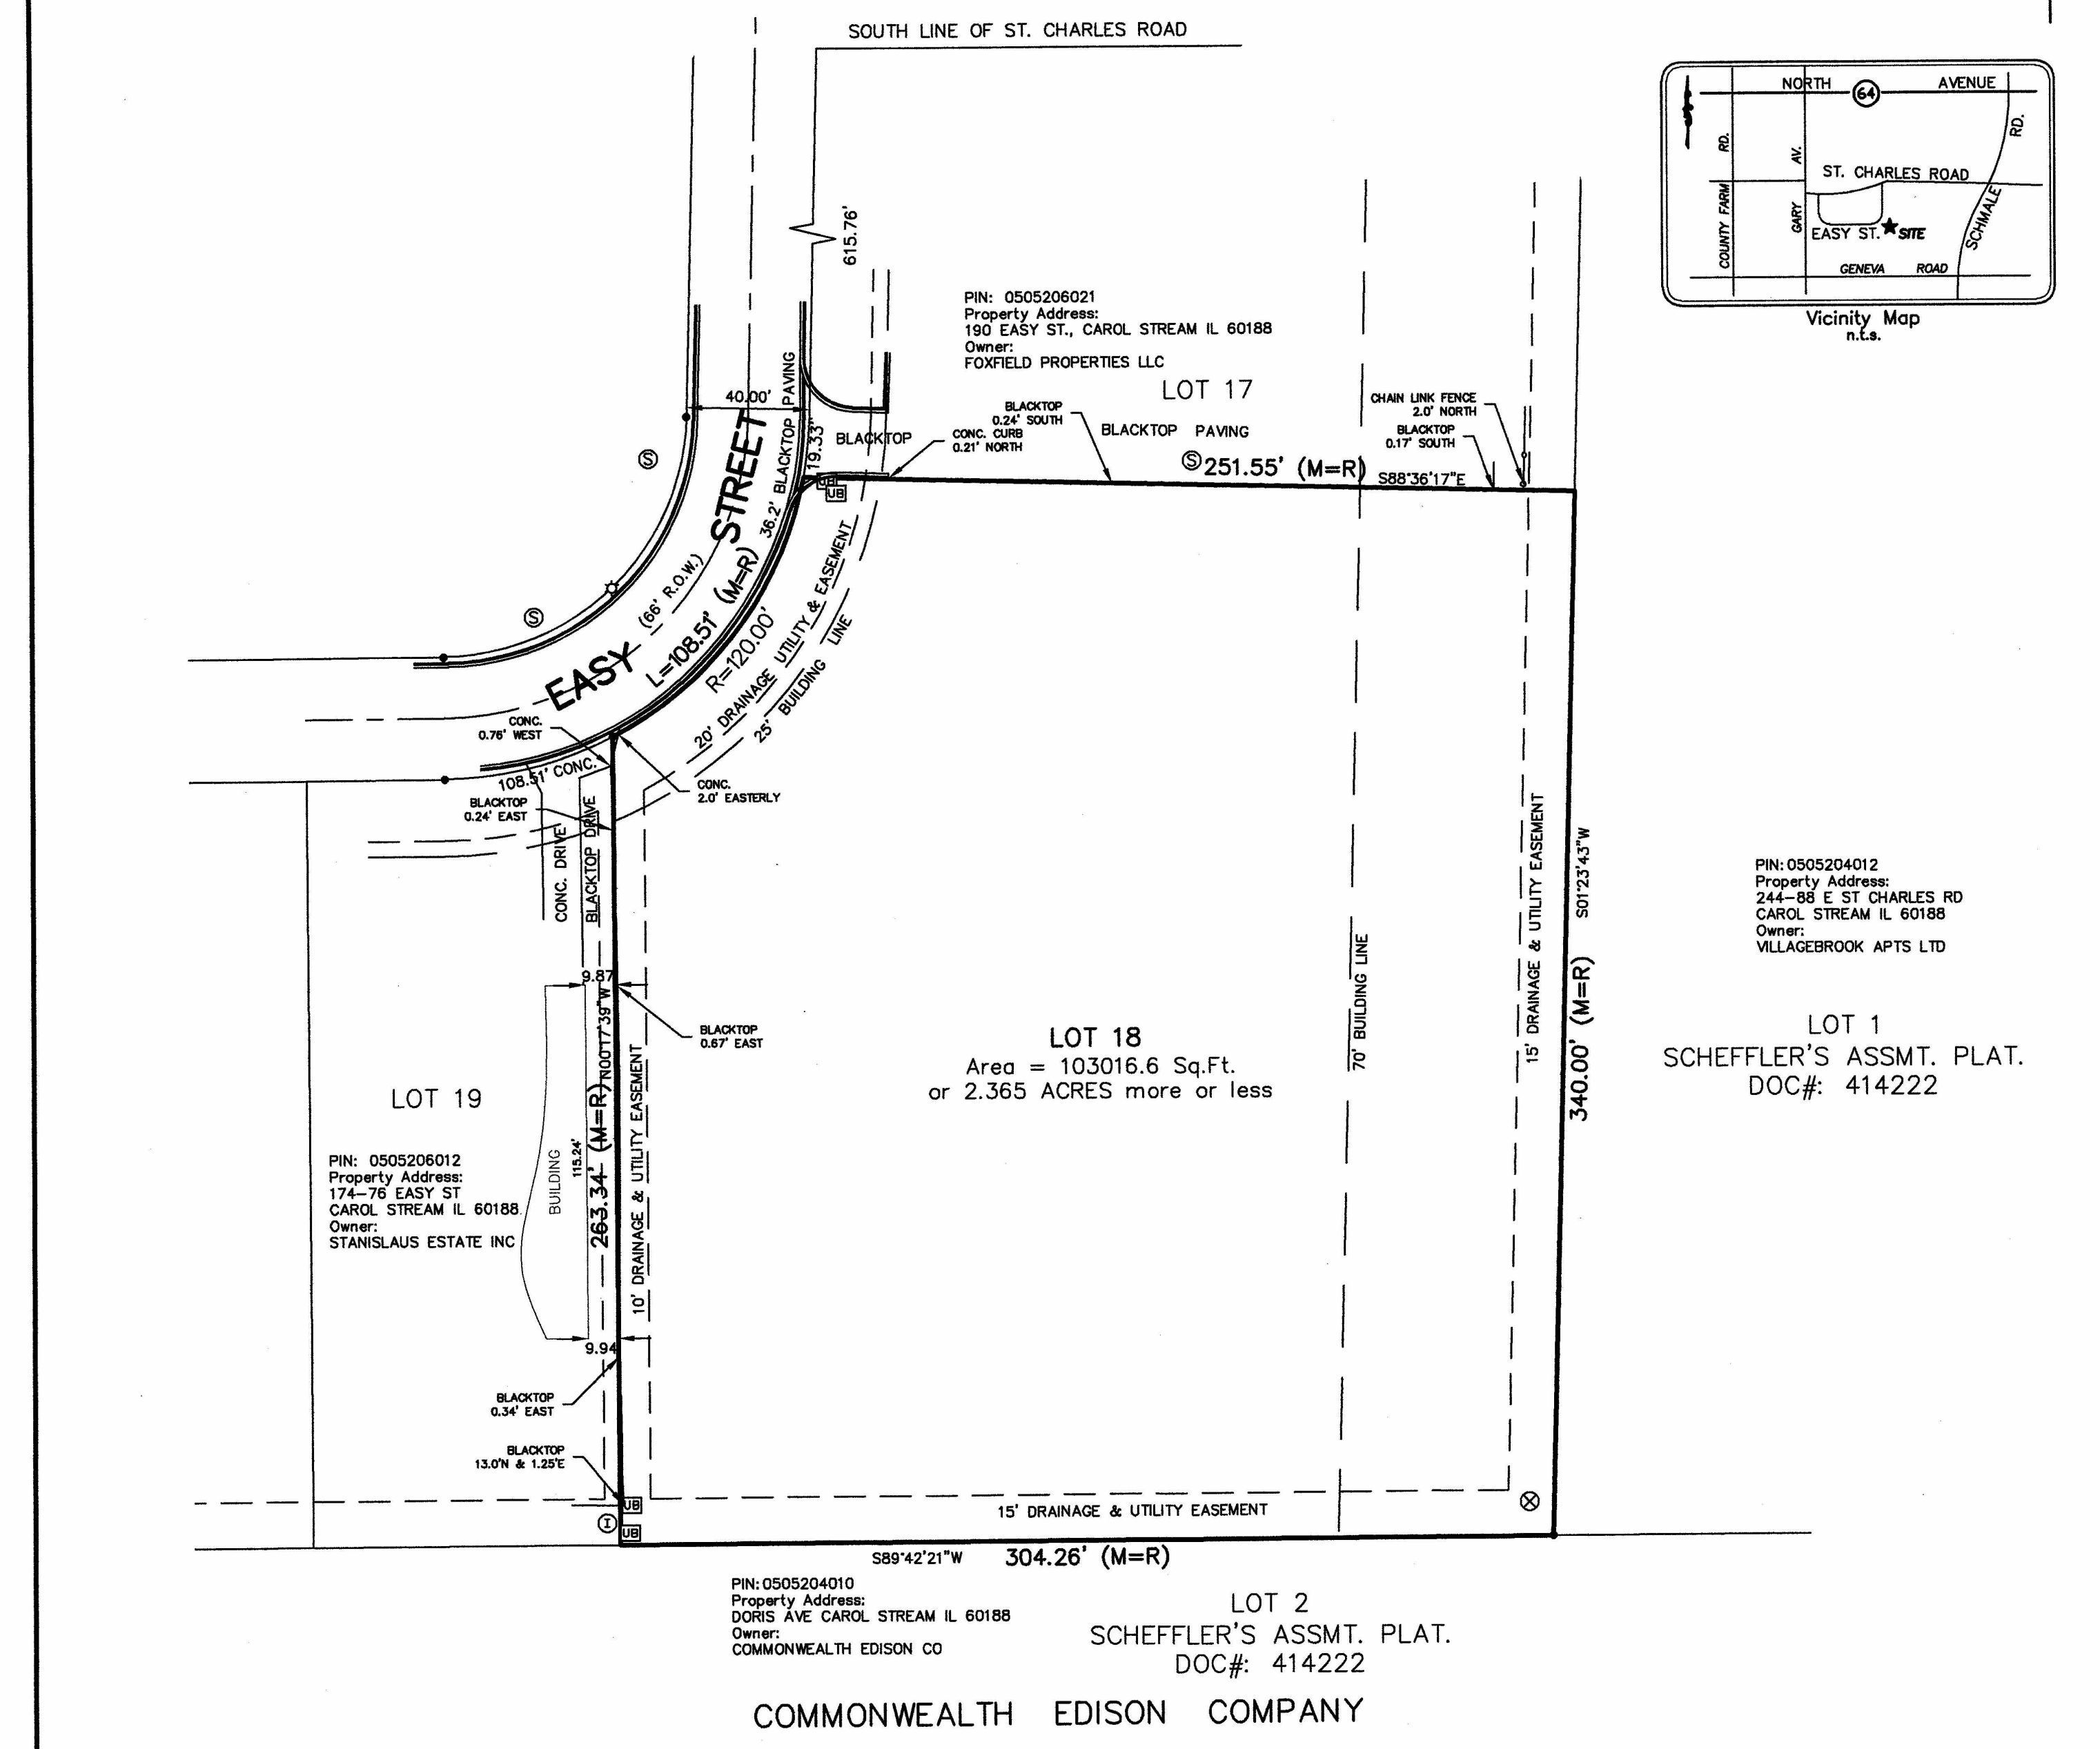 SOUTH LINE OF ST. CHARLES ROAD
615.76'
NORTH 64 AVENUE
COUNTY FARM RD.
GARY AV.
ST. CHARLES ROAD
SCHMALE RD.
EASY ST. SITE
GENEVA ROAD
Vicinity Map
n.t.s.
PIN: 0505206021
Property Address:
190 EASY ST., CAROL STREAM IL 60188
Owner:
FOXFIELD PROPERTIES LLC
LOT 17
40.00'
BLACKTOP
0.24' SOUTH
CONC. CURB
0.21' NORTH
BLACKTOP PAVING
BLACKTOP
CHAIN LINK FENCE
2.0' NORTH
BLACKTOP
0.17' SOUTH
S
251.55' (M=R)
S88°36'17"E
19.33'
36.2' BLACKTOP PAVING
UB
UB
S
S
EASY STREET
(66' R.O.W.)
L=108.51' (M=R)
R=120.00'
20' DRAINAGE UTILITY & EASEMENT
25' BUILDING LINE
CONC.
0.76' WEST
108.51' CONC.
BLACKTOP
0.24' EAST
CONC.
2.0' EASTERLY
CONC. DRIVE
BLACKTOP DRIVE
9.87
N00°17'39"W
263.34' (M=R)
BLACKTOP
0.67' EAST
10' DRAINAGE & UTILITY EASEMENT
BUILDING
115.24'
LOT 19
PIN: 0505206012
Property Address:
174-76 EASY ST
CAROL STREAM IL 60188
Owner:
STANISLAUS ESTATE INC
9.94
BLACKTOP
0.34' EAST
BLACKTOP
13.0'N & 1.25'E
UB
I
UB
LOT 18
Area = 103016.6 Sq.Ft.
or 2.365 ACRES more or less
70' BUILDING LINE
15' DRAINAGE & UTILITY EASEMENT
S01°23'43"W
340.00' (M=R)
PIN: 0505204012
Property Address:
244-88 E ST CHARLES RD
CAROL STREAM IL 60188
Owner:
VILLAGEBROOK APTS LTD
LOT 1
SCHEFFLER'S ASSMT. PLAT.
DOC#: 414222
15' DRAINAGE & UTILITY EASEMENT
S89°42'21"W
304.26' (M=R)
PIN: 0505204010
Property Address:
DORIS AVE CAROL STREAM IL 60188
Owner:
COMMONWEALTH EDISON CO
LOT 2
SCHEFFLER'S ASSMT. PLAT.
DOC#: 414222
COMMONWEALTH EDISON COMPANY